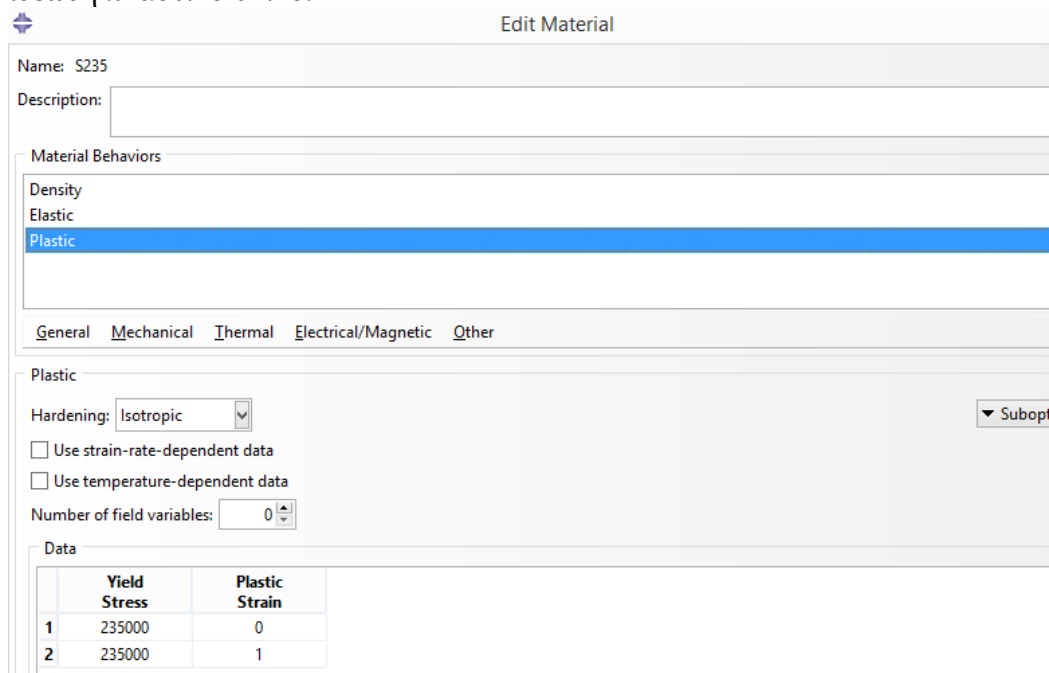 Edit Material
Name: S235
Description:
Material Behaviors
Density
Elastic
Plastic
General Mechanical Thermal Electrical/Magnetic Other
Plastic
Hardening: Isotropic
Subopt
Use strain-rate-dependent data
Use temperature-dependent data
Number of field variables: 0
Data
Yield Plastic
Stress Strain
1 235000 0
2 235000 1